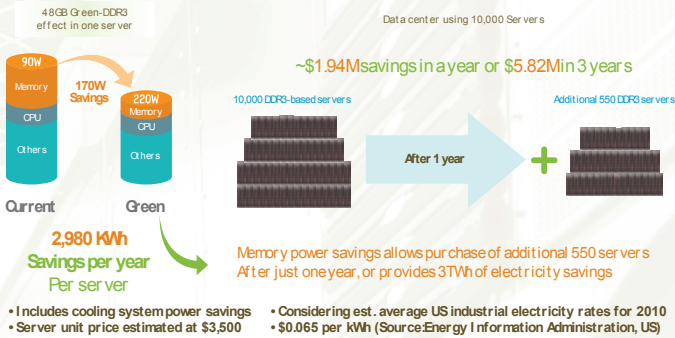 48GB Green-DDR3
effect in one server
Data center using 10,000 Servers
90W
Memory
CPU
Others
170W
Savings
220W
Memory
CPU
Others
Current
Green
~$1.94M savings in a year or $5.82M in 3 years
10,000 DDR3-based servers
Additional 550 DDR3 servers
After 1 year
+
2,980 KWh
Savings per year
Per server
Memory power savings allows purchase of additional 550 servers
After just one year, or provides 3TWh of electricity savings
• Includes cooling system power savings
• Server unit price estimated at $3,500
• Considering est. average US industrial electricity rates for 2010
• $0.065 per kWh (Source:Energy Information Administration, US)